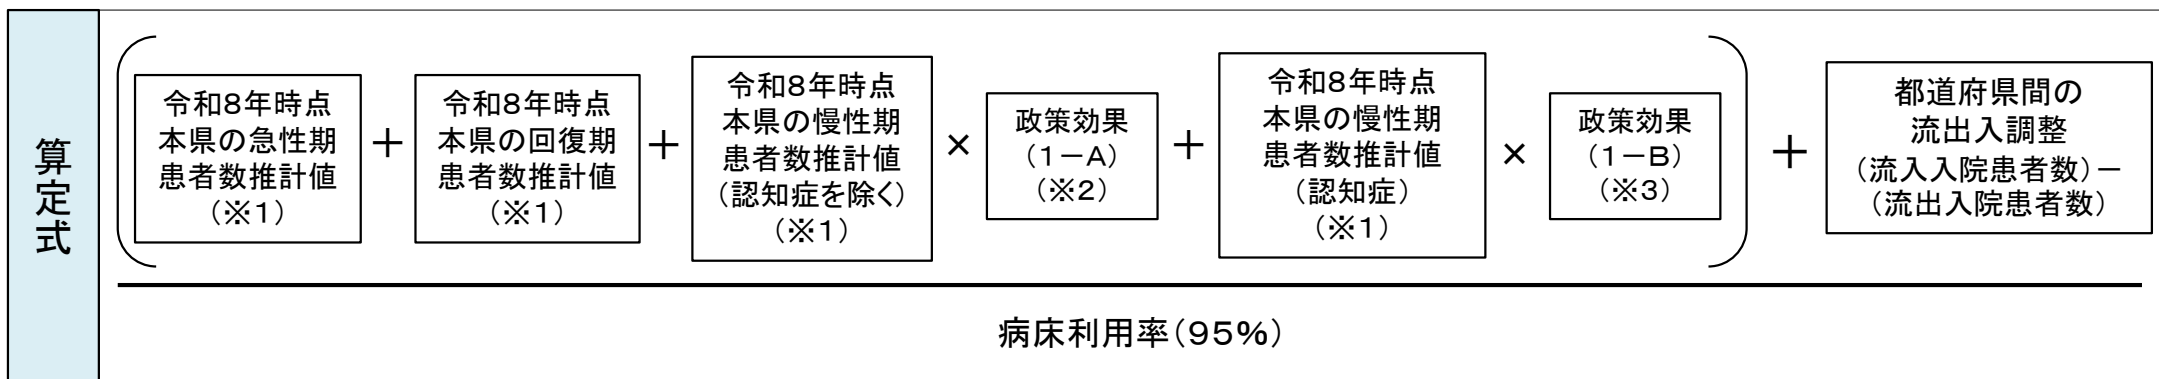 算定式
令和8年時点
本県の急性期
患者数推計値
(※1)
+
令和8年時点
本県の回復期
患者数推計値
(※1)
+
令和8年時点
本県の慢性期
患者数推計値
(認知症を除く)
(※1)
×
政策効果
(1-A)
(※2)
+
令和8年時点
本県の慢性期
患者数推計値
(認知症)
(※1)
×
政策効果
(1-B)
(※3)
+
都道府県間の
流出入調整
(流入入院患者数)-
(流出入院患者数)
病床利用率(95%)